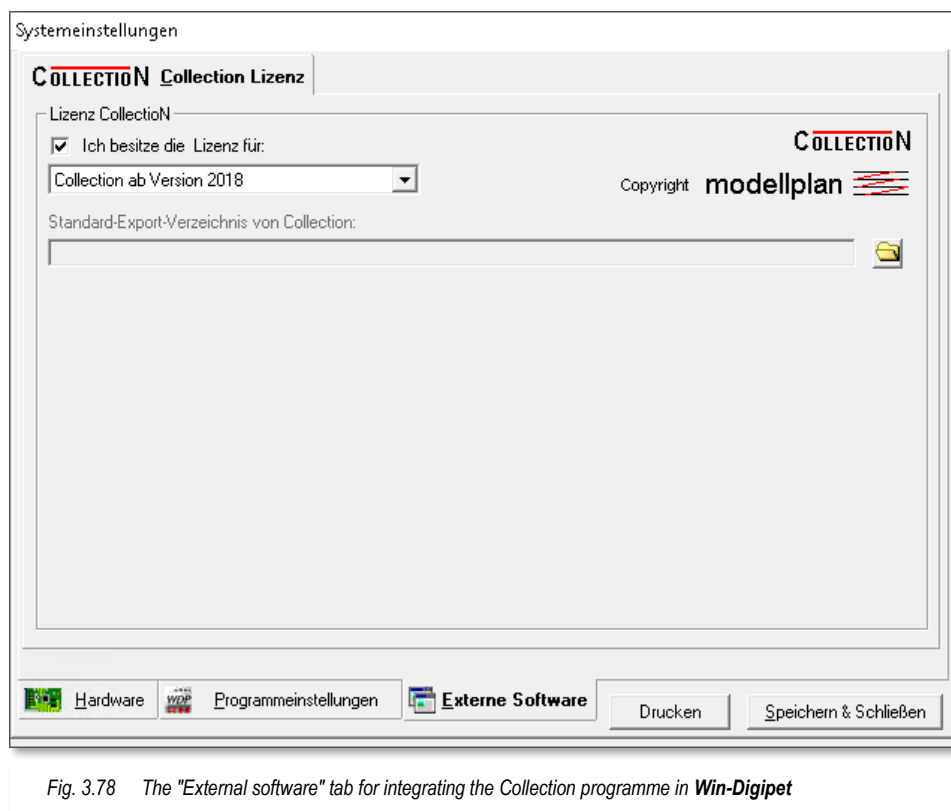 Systemeinstellungen
COLLECTION Collection Lizenz
Lizenz CollectioN
Ich besitze die Lizenz für:
COLLECTION
Collection ab Version 2018
Copyright modellplan
Standard-Export-Verzeichnis von Collection:
Hardware WDP Programmeinstellungen Externe Software Drucken Speichern & Schließen
Fig. 3.78 The "External software" tab for integrating the Collection programme in Win-Digipet